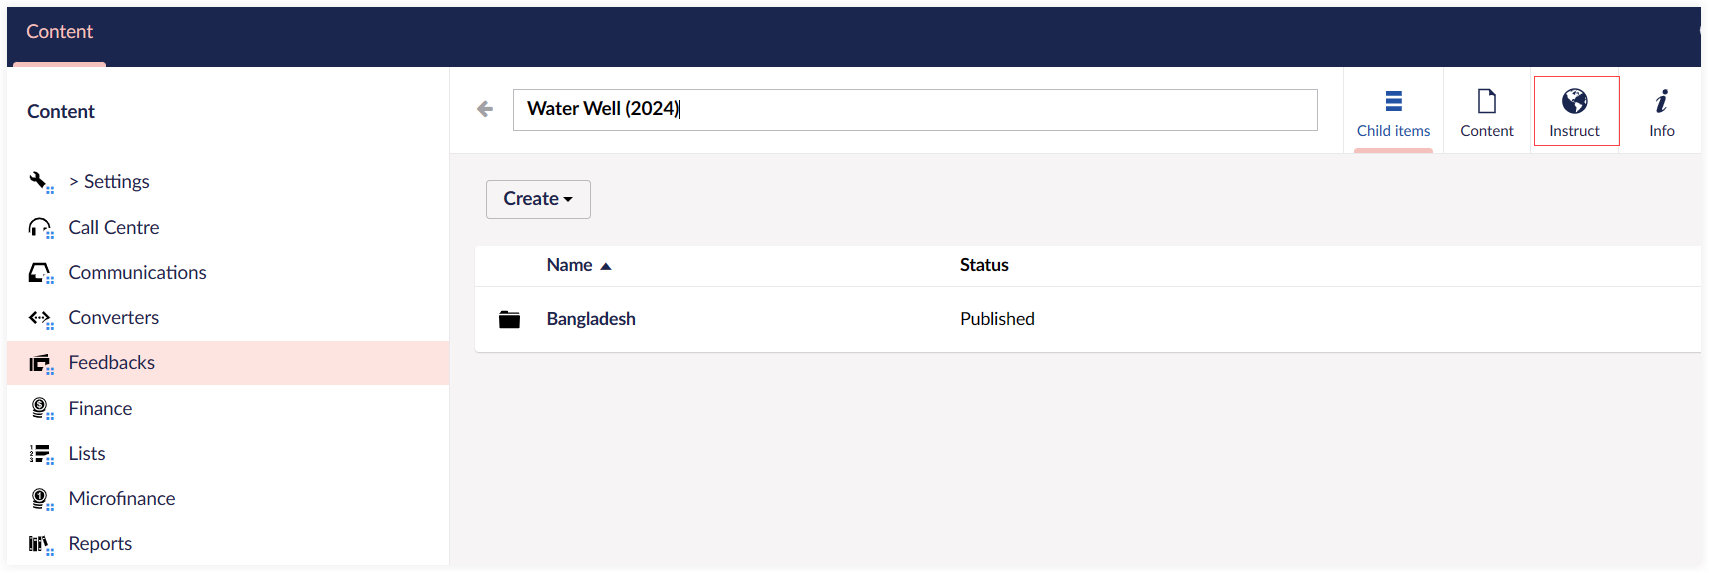 Content
Content
> Settings
Call Centre
Communications
Converters
Feedbacks
Finance
Lists
Microfinance
Reports
Water Well (2024)
Child items
Content
Instruct
Info
Create
Name
Status
Bangladesh
Published